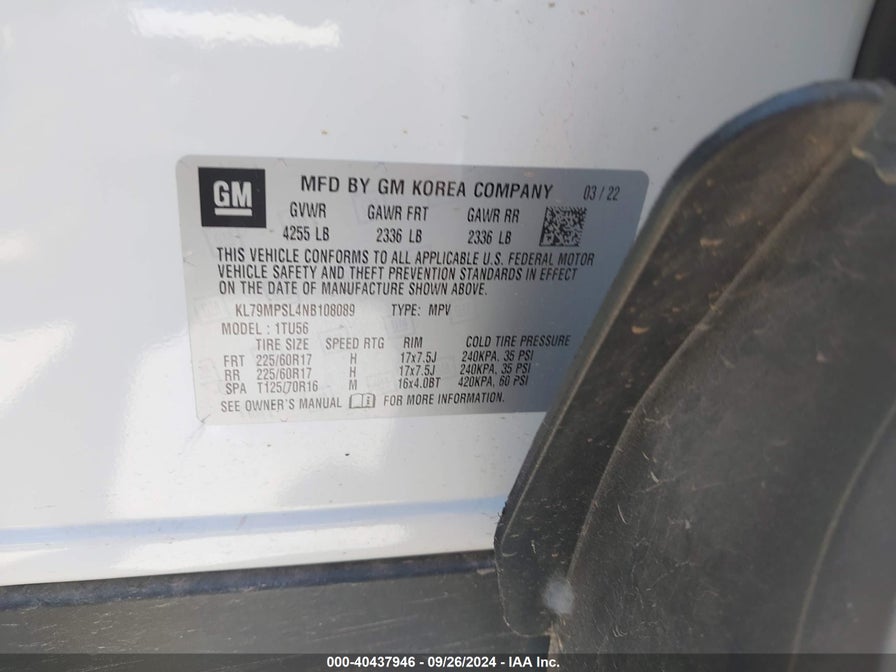 GM
MFD BY GM KOREA COMPANY 03 / 22
GVWR GAWR FRT GAWR RR
4255 LB 2336 LB 2336 LB
THIS VEHICLE CONFORMS TO ALL APPLICABLE U.S. FEDERAL MOTOR
VEHICLE SAFETY AND THEFT PREVENTION STANDARDS IN EFFECT
ON THE DATE OF MANUFACTURE SHOWN ABOVE.
KL79MPSL4NB108089 TYPE: MPV
MODEL : 1TU56
TIRE SIZE SPEED RTG RIM COLD TIRE PRESSURE
FRT 225/60R17 H 17x7.5J 240KPA, 35 PSI
RR 225/60R17 H 17x7.5J 240KPA, 35 PSI
SPA T125/70R16 M 16x4.0BT 420KPA, 60 PSI
SEE OWNER'S MANUAL i FOR MORE INFORMATION.
000-40437946 - 09/26/2024 - IAA Inc.